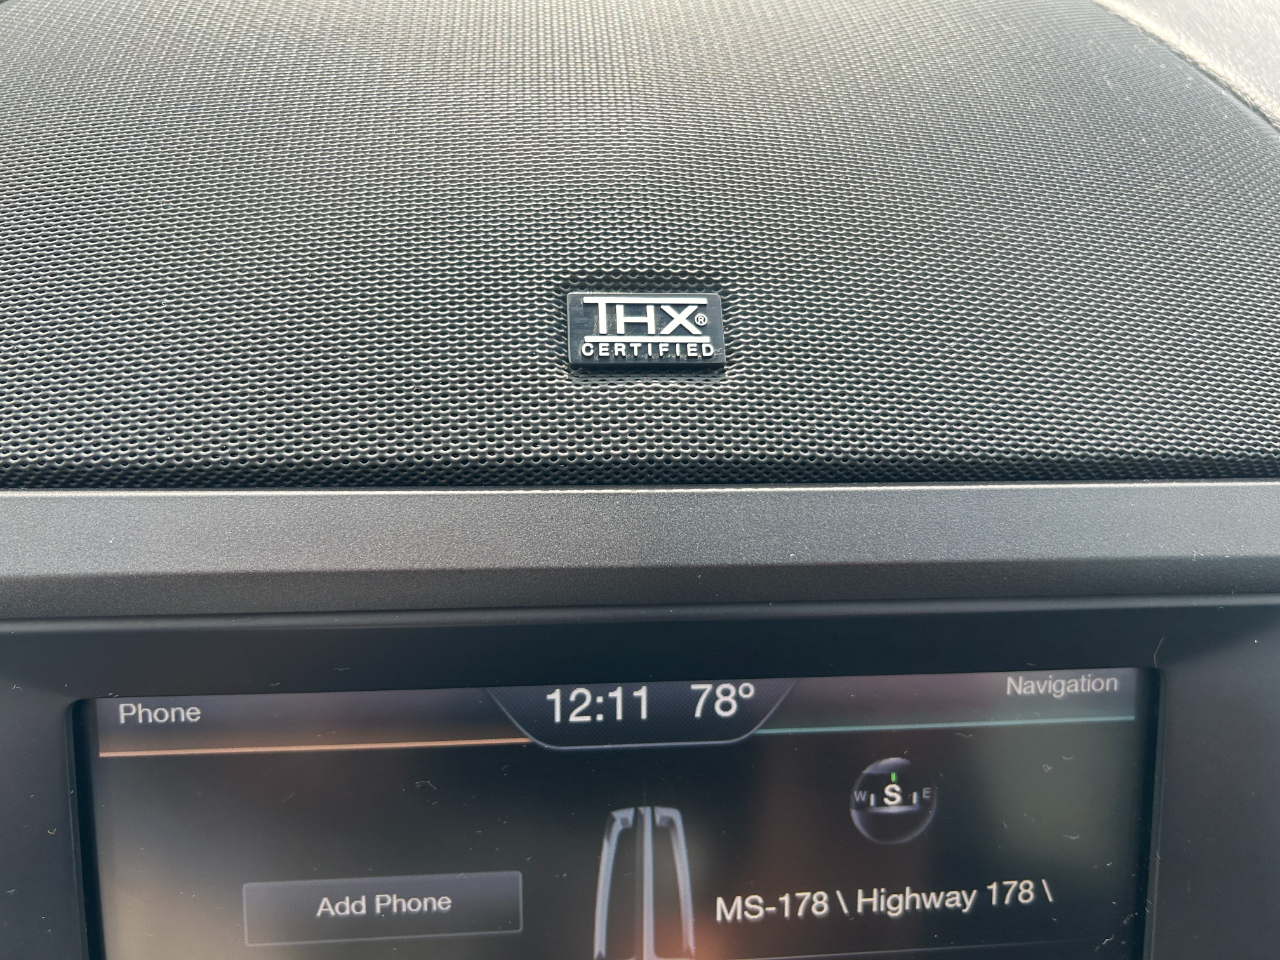 THX®
CERTIFIED
Phone
12:11 78°
Navigation
W S E
Add Phone
MS-178 \ Highway 178 \